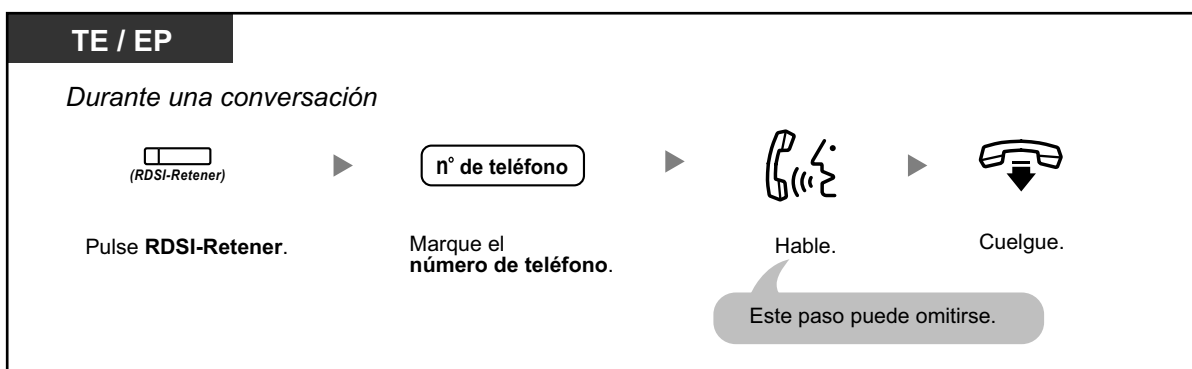 TE / EP
Durante una conversación
(RDSI-Retener)
n° de teléfono
Pulse RDSI-Retener.
Marque el
número de teléfono.
Hable.
Cuelgue.
Este paso puede omitirse.